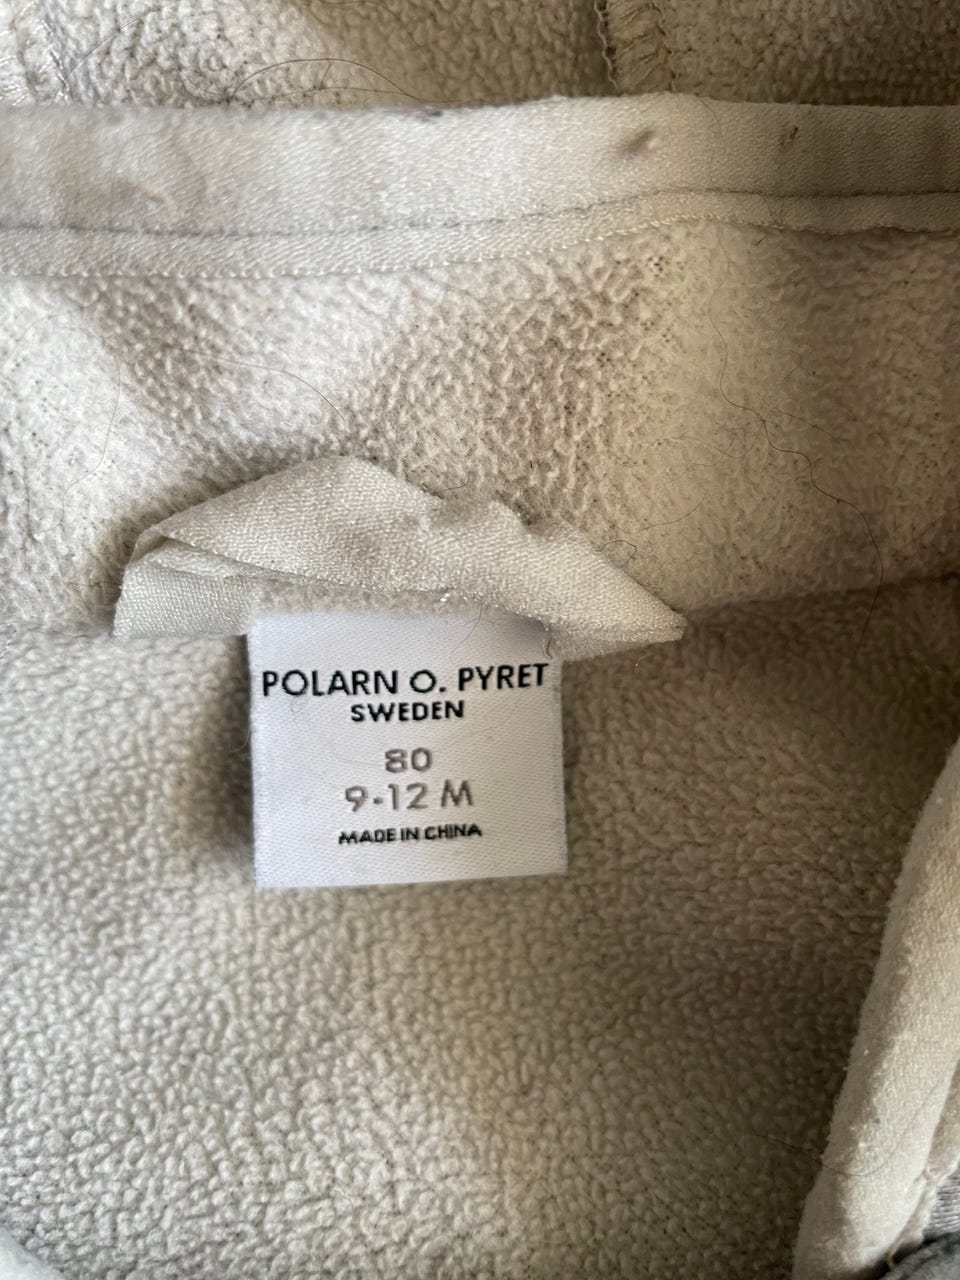 POLARN O. PYRET
SWEDEN
80
9-12 M
MADE IN CHINA